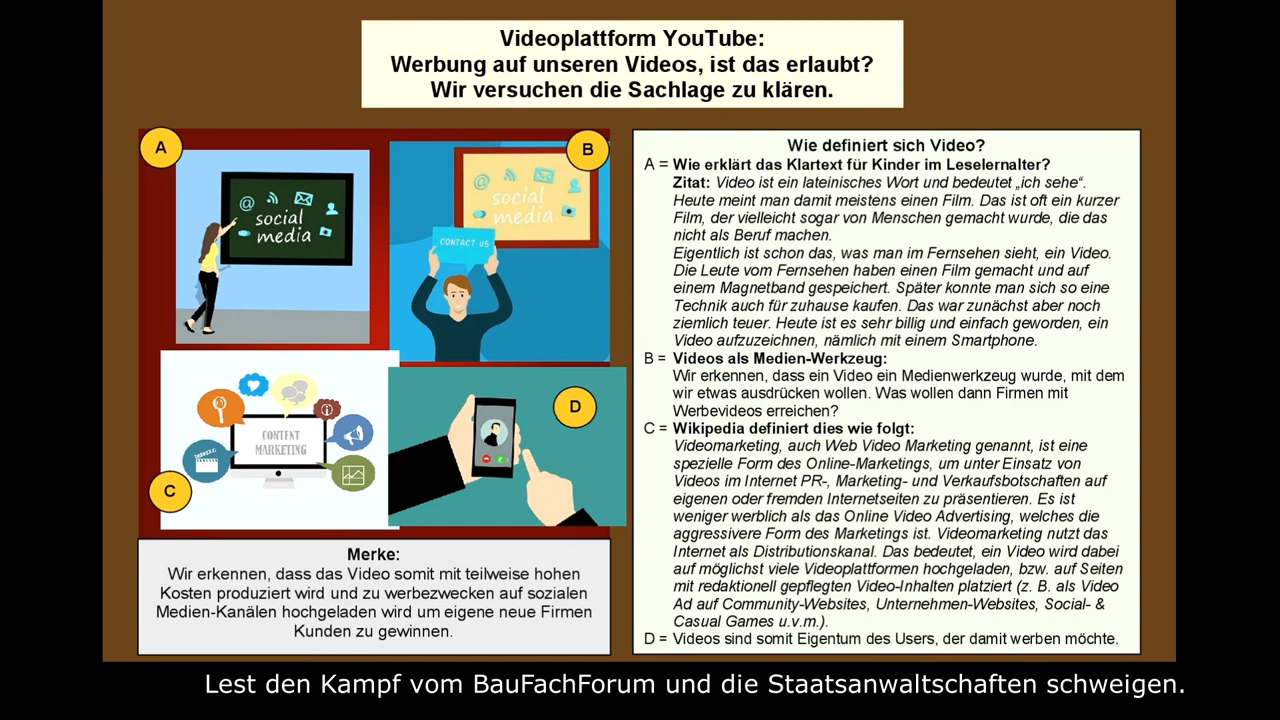 Videoplattform YouTube:
Werbung auf unseren Videos, ist das erlaubt?
Wir versuchen die Sachlage zu klären.
A
social
media
B
social
media
CONTACT US
CONTENT
MARKETING
C
D
Merke:
Wir erkennen, dass das Video somit mit teilweise hohen
Kosten produziert wird und zu werbezwecken auf sozialen
Medien-Kanälen hochgeladen wird um eigene neue Firmen
Kunden zu gewinnen.
Wie definiert sich Video?
A = Wie erklärt das Klartext für Kinder im Leselernalter?
Zitat: Video ist ein lateinisches Wort und bedeutet „ich sehe“.
Heute meint man damit meistens einen Film. Das ist oft ein kurzer
Film, der vielleicht sogar von Menschen gemacht wurde, die das
nicht als Beruf machen.
Eigentlich ist schon das, was man im Fernsehen sieht, ein Video.
Die Leute vom Fernsehen haben einen Film gemacht und auf
einem Magnetband gespeichert. Später konnte man sich so eine
Technik auch für zuhause kaufen. Das war zunächst aber noch
ziemlich teuer. Heute ist es sehr billig und einfach geworden, ein
Video aufzuzeichnen, nämlich mit einem Smartphone.
B = Videos als Medien-Werkzeug:
Wir erkennen, dass ein Video ein Medienwerkzeug wurde, mit dem
wir etwas ausdrücken wollen. Was wollen dann Firmen mit
Werbevideos erreichen?
C = Wikipedia definiert dies wie folgt:
Videomarketing, auch Web Video Marketing genannt, ist eine
spezielle Form des Online-Marketings, um unter Einsatz von
Videos im Internet PR-, Marketing- und Verkaufsbotschaften auf
eigenen oder fremden Internetseiten zu präsentieren. Es ist
weniger werblich als das Online Video Advertising, welches die
aggressivere Form des Marketings ist. Videomarketing nutzt das
Internet als Distributionskanal. Das bedeutet, ein Video wird dabei
auf möglichst viele Videoplattformen hochgeladen, bzw. auf Seiten
mit redaktionell gepflegten Video-Inhalten platziert (z. B. als Video
Ad auf Community-Websites, Unternehmen-Websites, Social- &
Casual Games u.v.m.).
D = Videos sind somit Eigentum des Users, der damit werben möchte.
Lest den Kampf vom BauFachForum und die Staatsanwaltschaften schweigen.